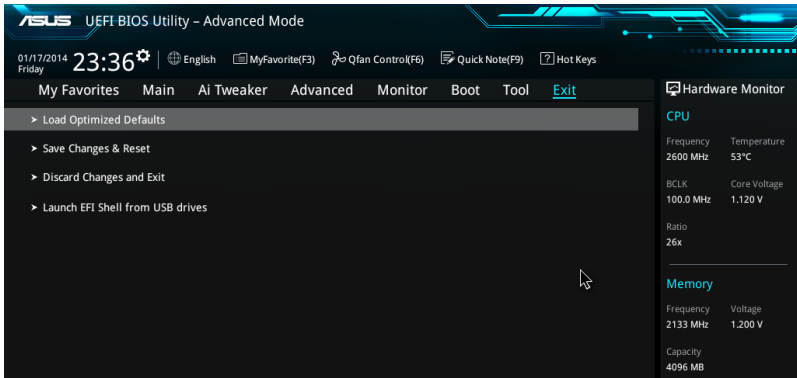 ASUS UEFI BIOS Utility – Advanced Mode
01/17/2014 Friday 23:36 English MyFavorite(F3) Qfan Control(F6) Quick Note(F9) ? Hot Keys
My Favorites Main Ai Tweaker Advanced Monitor Boot Tool Exit
Hardware Monitor
➤ Load Optimized Defaults
➤ Save Changes & Reset
➤ Discard Changes and Exit
➤ Launch EFI Shell from USB drives
CPU
Frequency Temperature
2600 MHz 53°C
BCLK Core Voltage
100.0 MHz 1.120 V
Ratio
26x
Memory
Frequency Voltage
2133 MHz 1.200 V
Capacity
4096 MB